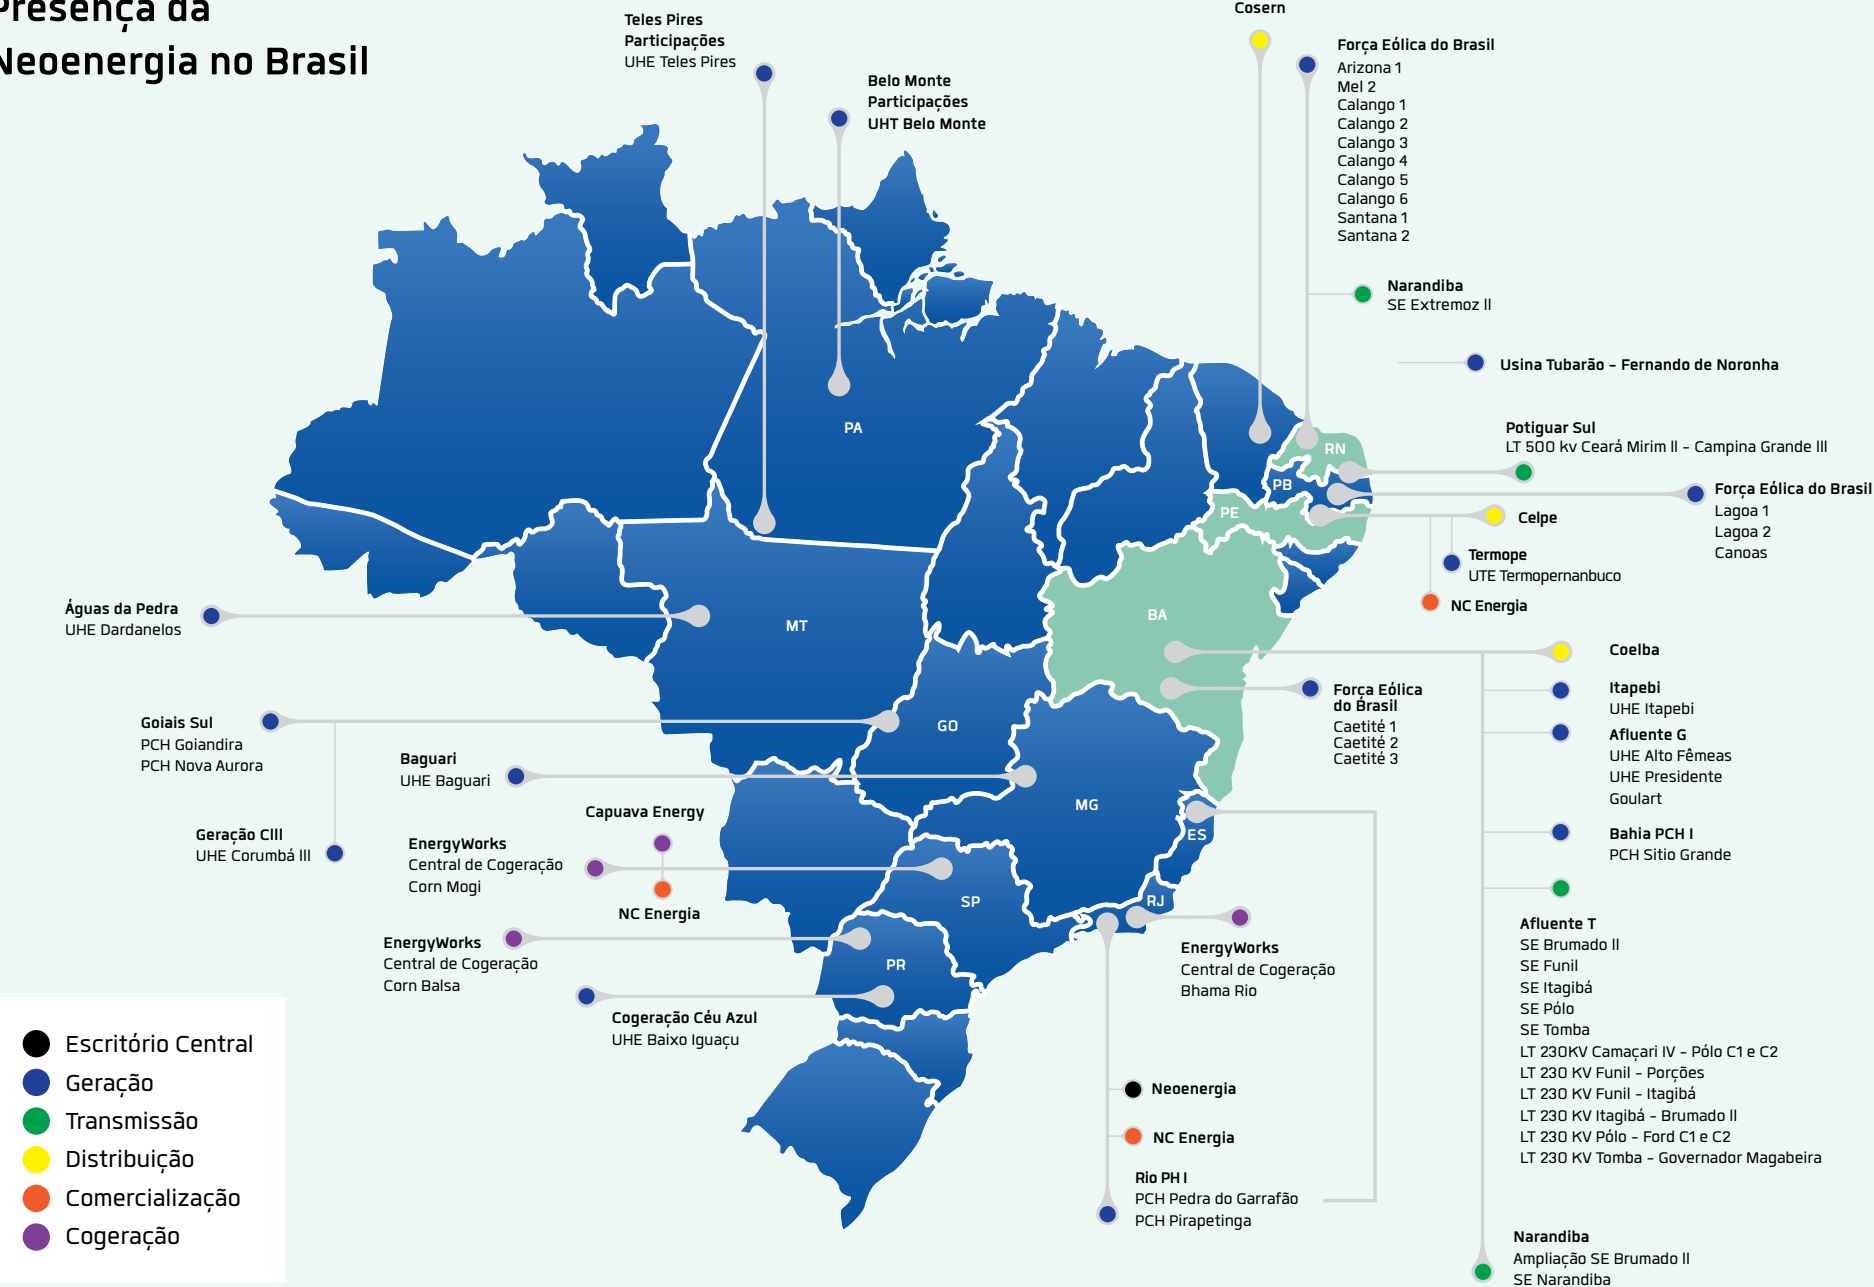 Presença da
Neoenergia no Brasil
Teles Pires
Participações
UHE Teles Pires
Belo Monte
Participações
UHT Belo Monte
Cosern
Força Eólica do Brasil
Arizona 1
Mel 2
Calango 1
Calango 2
Calango 3
Calango 4
Calango 5
Calango 6
Santana 1
Santana 2
Narandiba
SE Extremoz ll
Usina Tubarão – Fernando de Noronha
Potiguar Sul
LT 500 kv Ceará Mirim ll – Campina Grande lll
Força Eólica do Brasil
Lagoa 1
Lagoa 2
Canoas
Celpe
Termope
UTE Termopernanbuco
NC Energia
PA
RN
PB
PE
BA
MT
GO
MG
ES
SP
RJ
PR
Águas da Pedra
UHE Dardanelos
Goiais Sul
PCH Goiandira
PCH Nova Aurora
Geração Clll
UHE Corumbá lll
Baguari
UHE Baguari
Capuava Energy
EnergyWorks
Central de Cogeração
Corn Mogi
NC Energia
EnergyWorks
Central de Cogeração
Corn Balsa
Cogeração Céu Azul
UHE Baixo Iguaçu
Força Eólica
do Brasil
Caetité 1
Caetité 2
Caetité 3
Coelba
Itapebi
UHE Itapebi
Afluente G
UHE Alto Fêmeas
UHE Presidente
Goulart
Bahia PCH I
PCH Sitio Grande
Afluente T
SE Brumado ll
SE Funil
SE Itagibá
SE Pólo
SE Tomba
LT 230KV Camaçari IV – Pólo C1 e C2
LT 230 KV Funil – Porções
LT 230 KV Funil – Itagibá
LT 230 KV Itagibá – Brumado ll
LT 230 KV Pólo – Ford C1 e C2
LT 230 KV Tomba – Governador Magabeira
Narandiba
Ampliação SE Brumado ll
SE Narandiba
EnergyWorks
Central de Cogeração
Bhama Rio
Neoenergia
NC Energia
Rio PH I
PCH Pedra do Garrafão
PCH Pirapetinga
Escritório Central
Geração
Transmissão
Distribuição
Comercialização
Cogeração